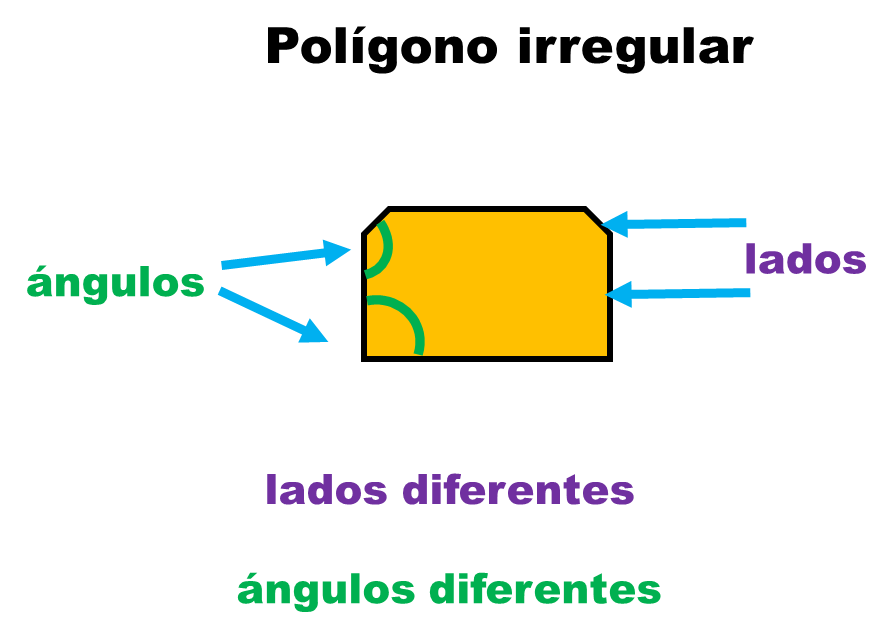 Polígono irregular
ángulos
lados
lados diferentes
ángulos diferentes